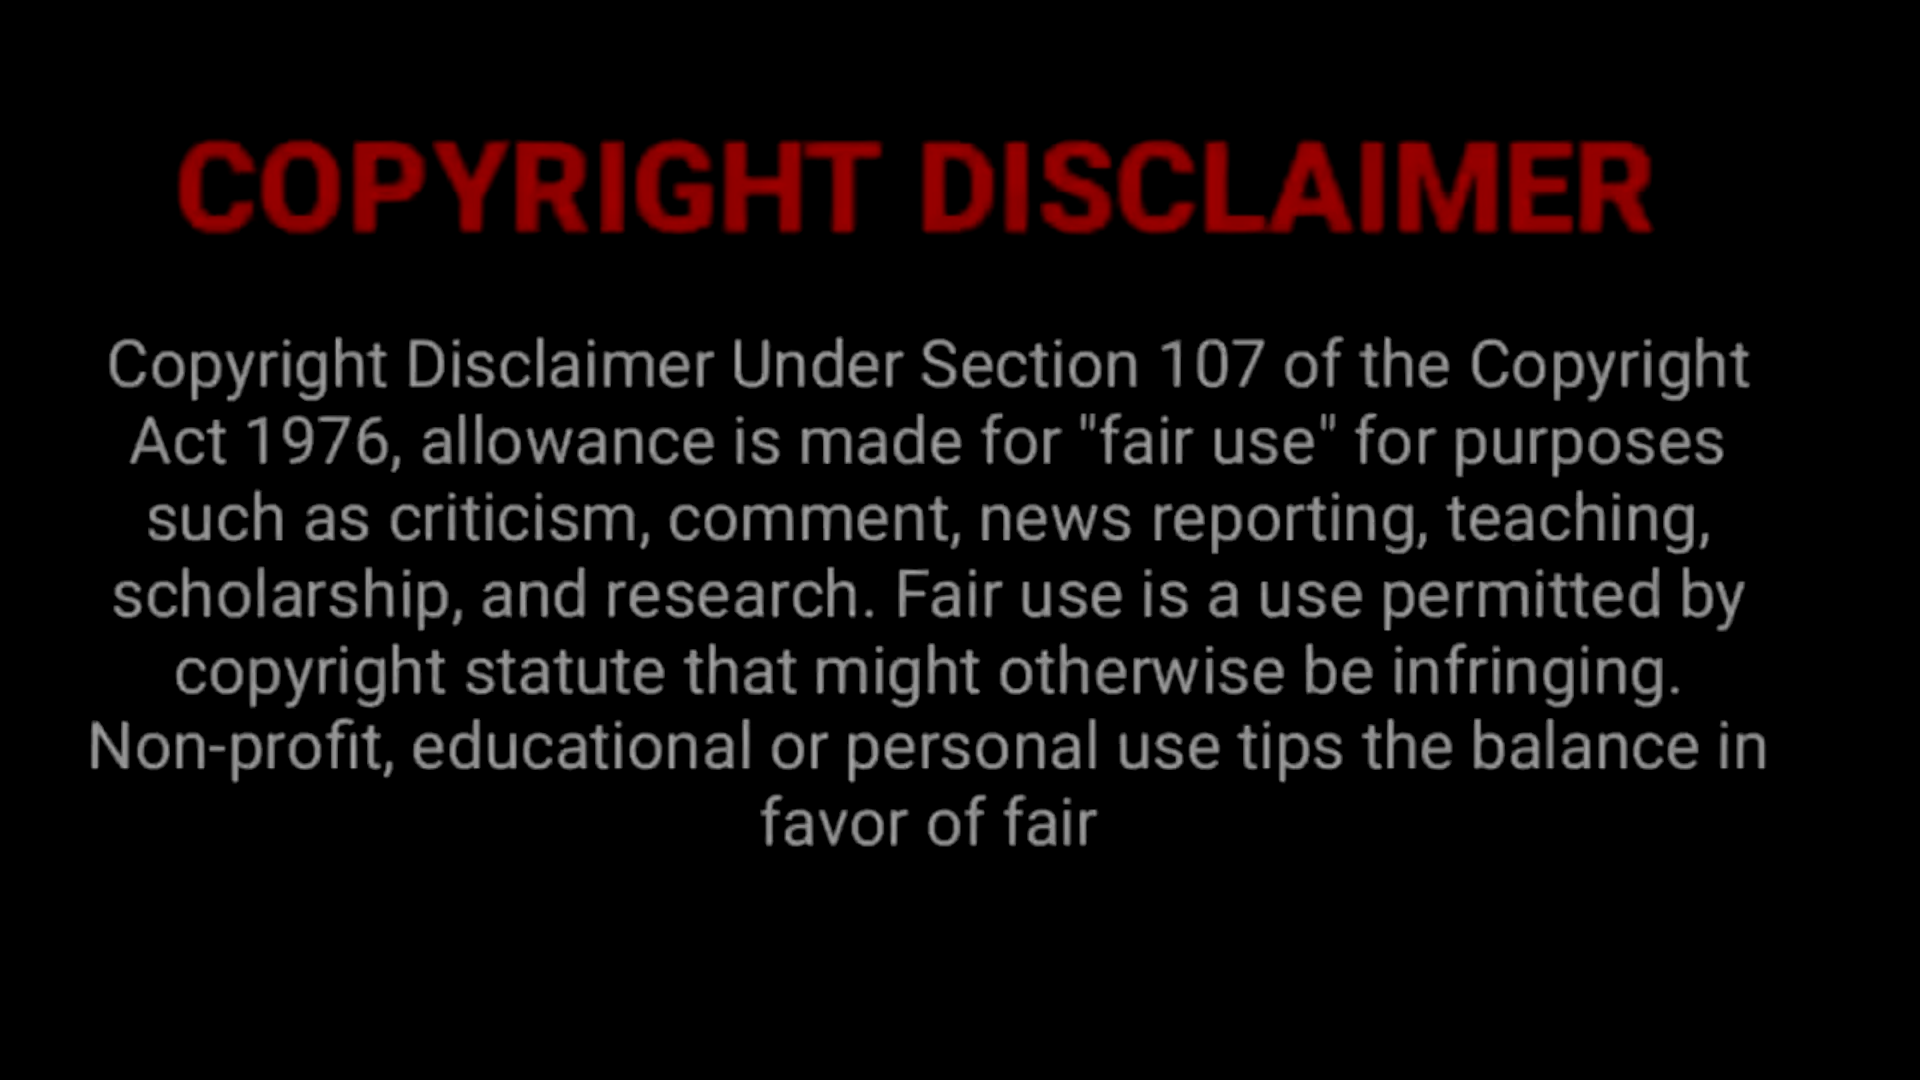 COPYRIGHT DISCLAIMER
Copyright Disclaimer Under Section 107 of the Copyright
Act 1976, allowance is made for "fair use" for purposes
such as criticism, comment, news reporting, teaching,
scholarship, and research. Fair use is a use permitted by
copyright statute that might otherwise be infringing.
Non-profit, educational or personal use tips the balance in
favor of fair